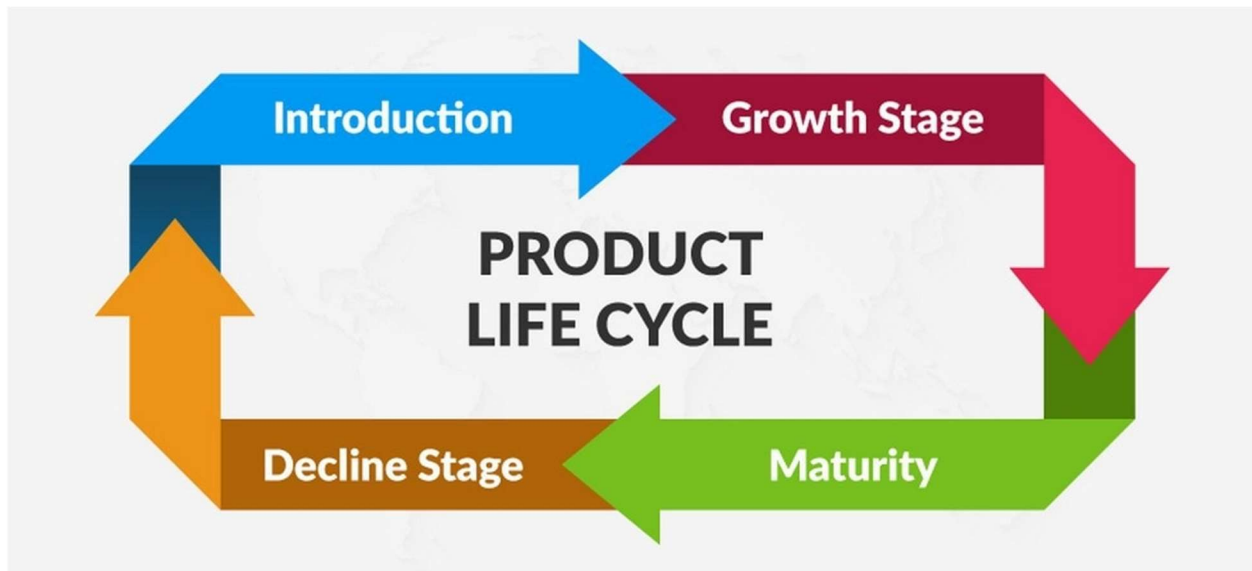 Introduction
Growth Stage
PRODUCT
LIFE CYCLE
Decline Stage
Maturity